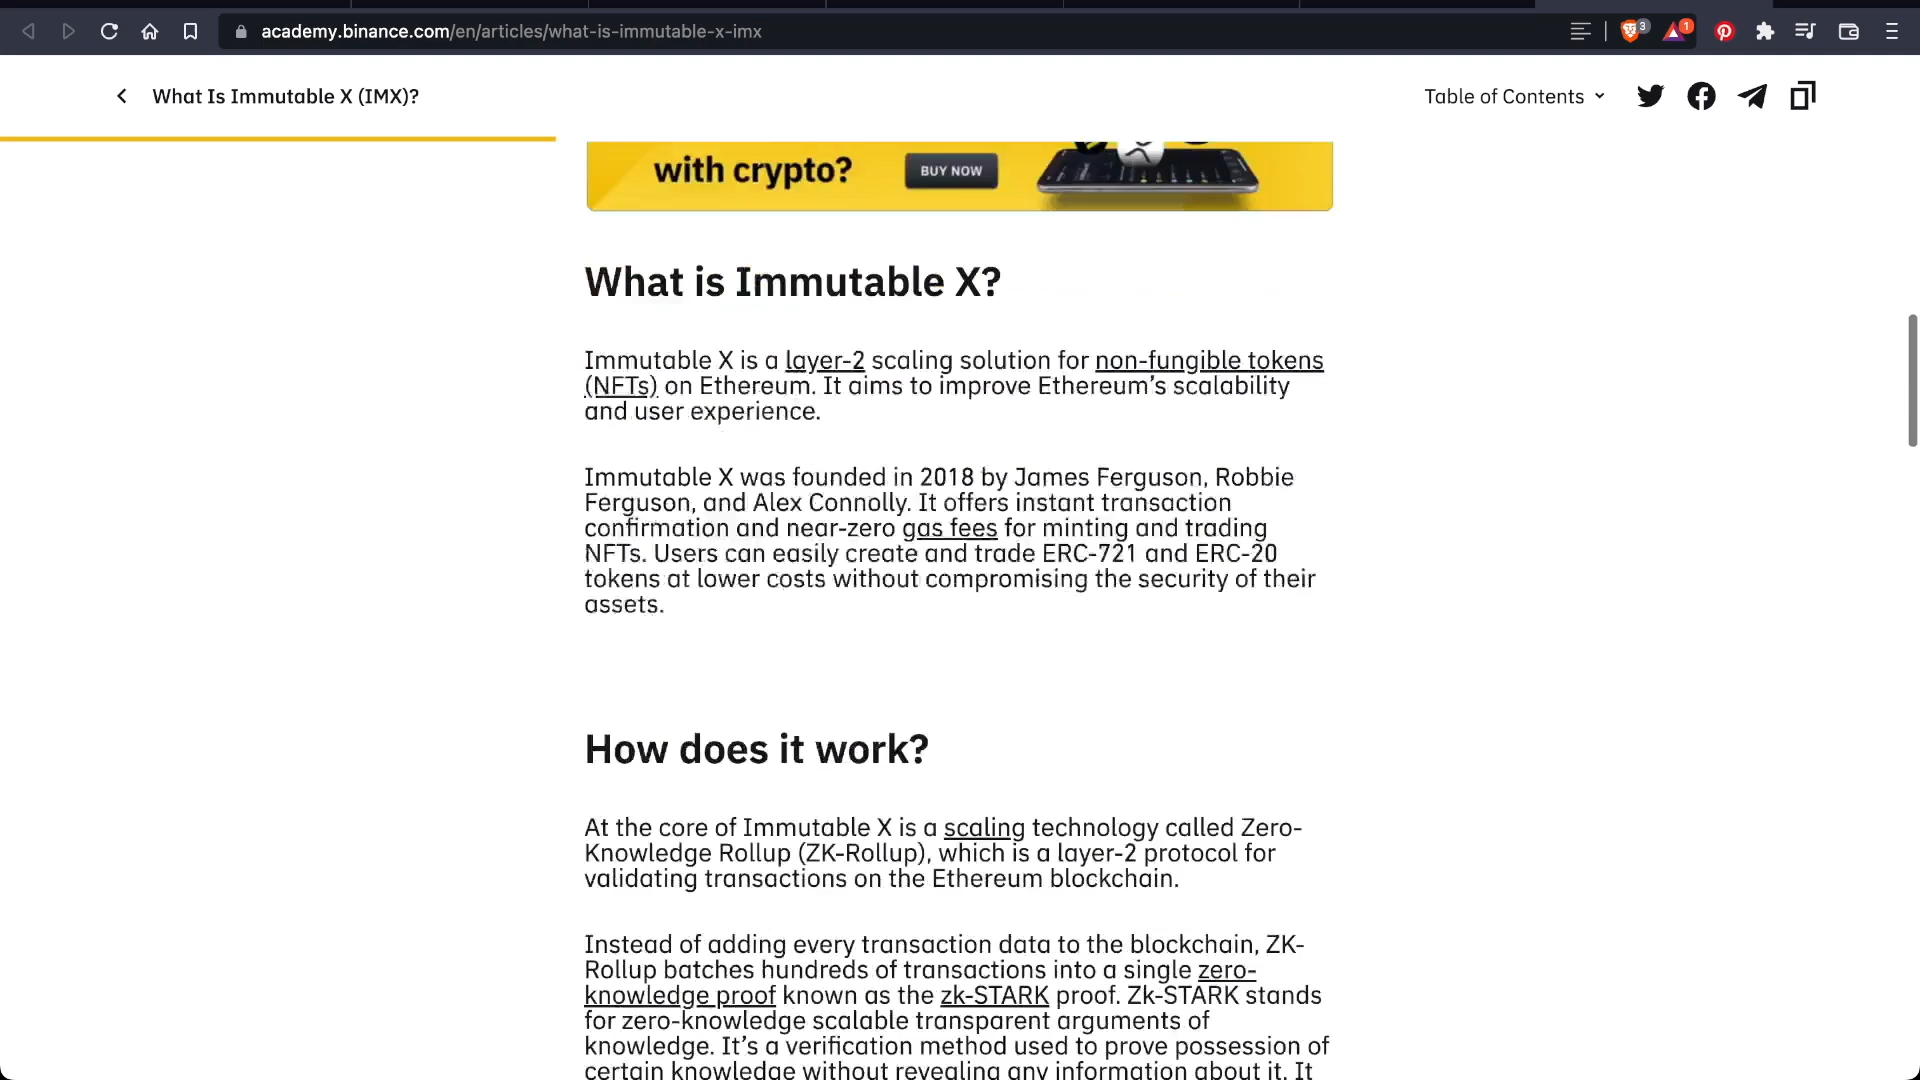 academy.binance.com/en/articles/what-is-immutable-x-imx
3
1
What Is Immutable X (IMX)?
Table of Contents
with crypto?
BUY NOW
What is Immutable X?
Immutable X is a layer-2 scaling solution for non-fungible tokens
(NFTs) on Ethereum. It aims to improve Ethereum’s scalability
and user experience.
Immutable X was founded in 2018 by James Ferguson, Robbie
Ferguson, and Alex Connolly. It offers instant transaction
confirmation and near-zero gas fees for minting and trading
NFTs. Users can easily create and trade ERC-721 and ERC-20
tokens at lower costs without compromising the security of their
assets.
How does it work?
At the core of Immutable X is a scaling technology called Zero-
Knowledge Rollup (ZK-Rollup), which is a layer-2 protocol for
validating transactions on the Ethereum blockchain.
Instead of adding every transaction data to the blockchain, ZK-
Rollup batches hundreds of transactions into a single zero-
knowledge proof known as the zk-STARK proof. Zk-STARK stands
for zero-knowledge scalable transparent arguments of
knowledge. It’s a verification method used to prove possession of
certain knowledge without revealing any information about it. It